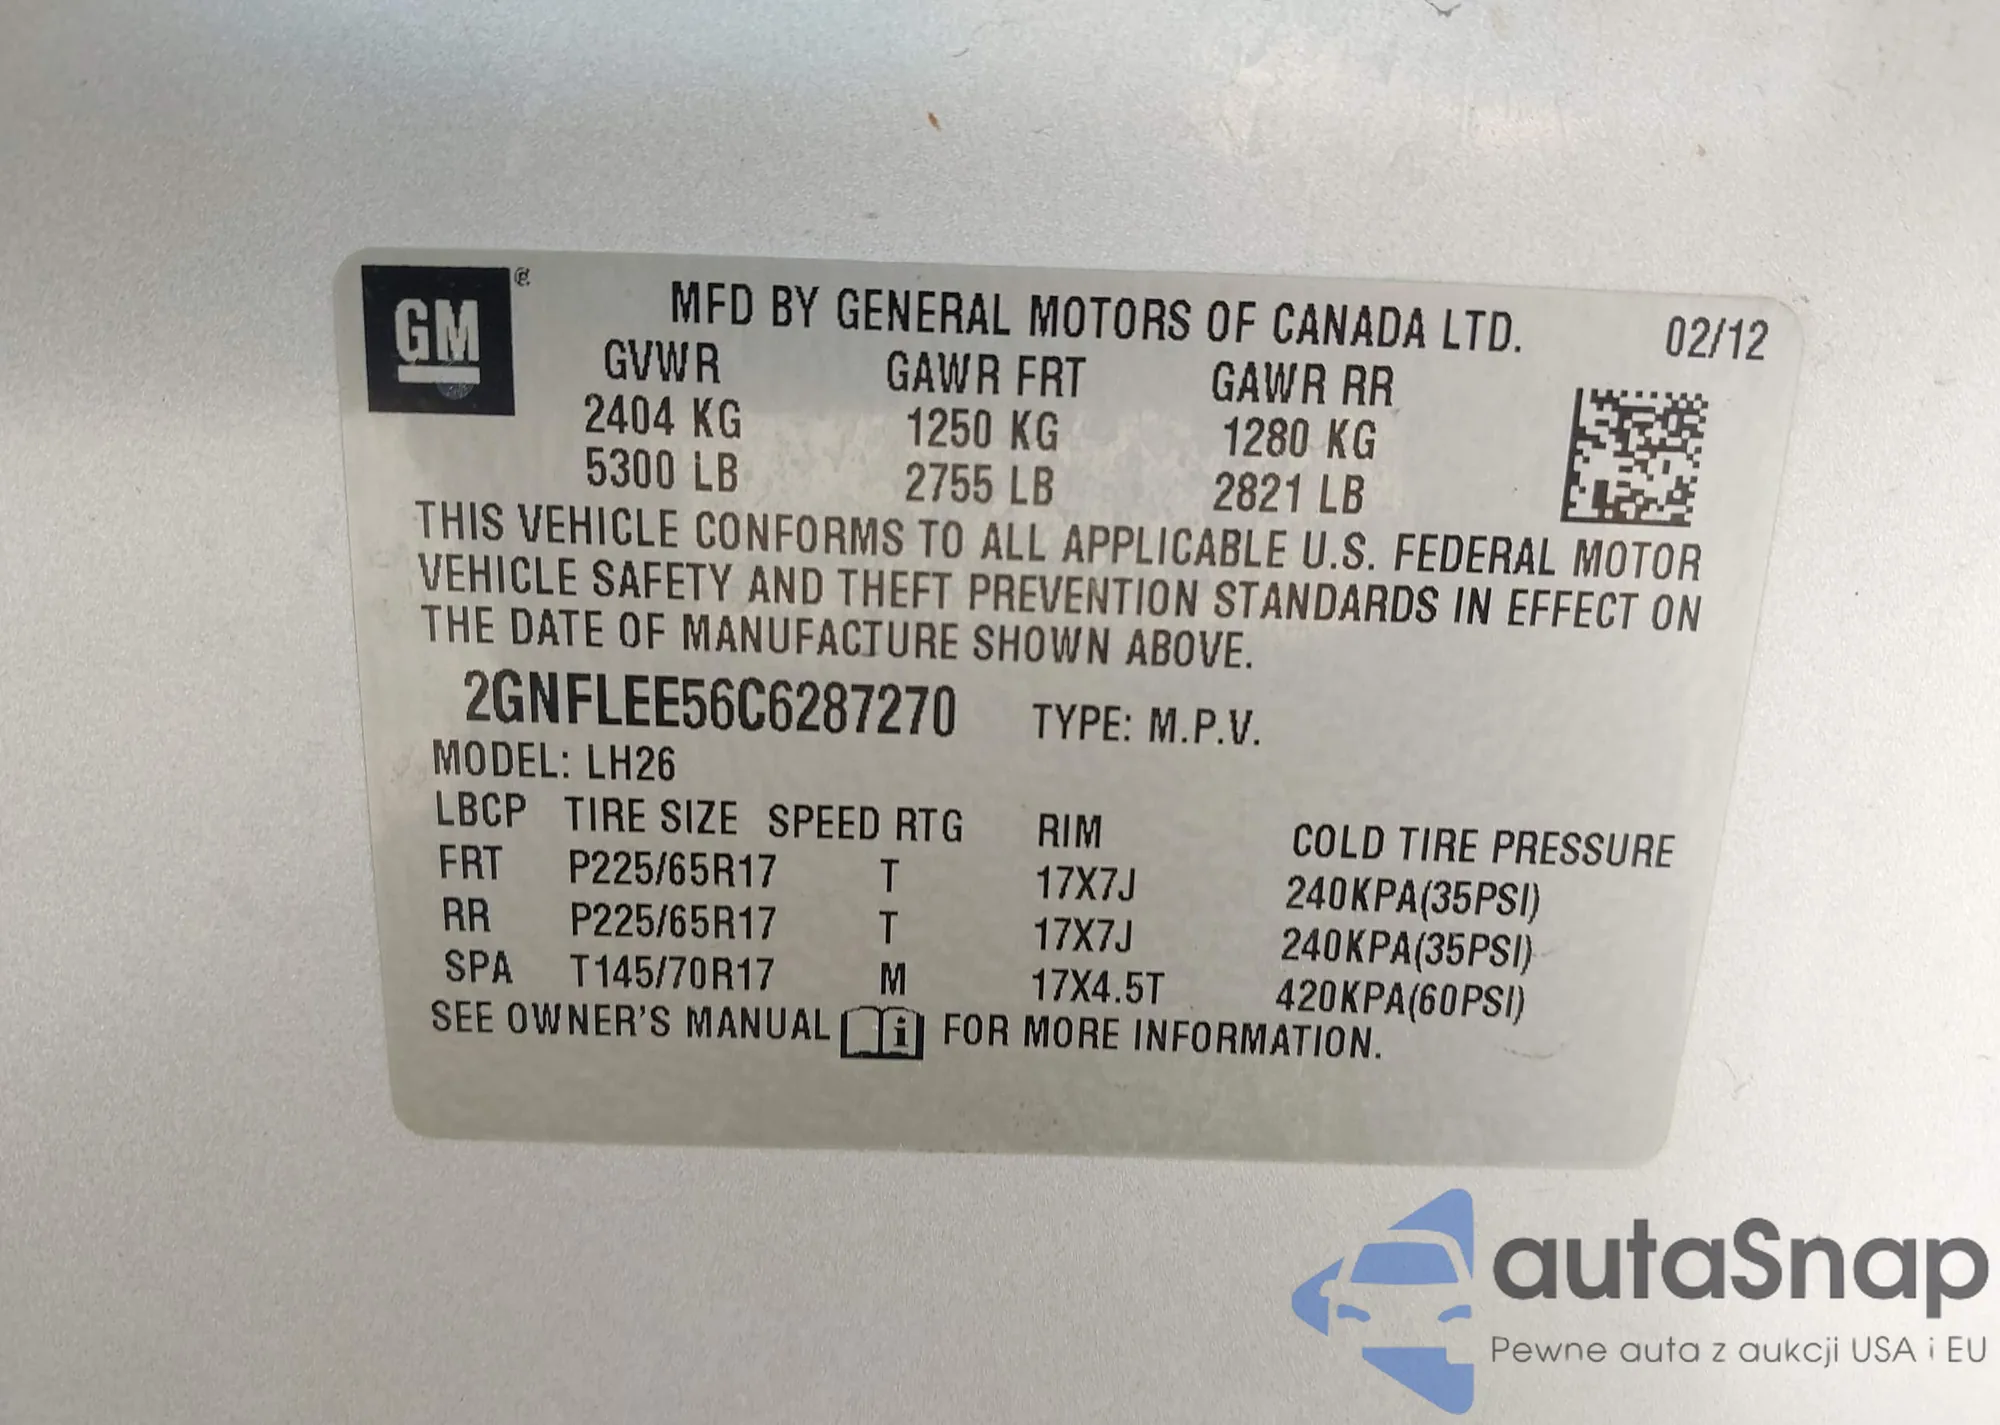 GM
MFD BY GENERAL MOTORS OF CANADA LTD. 02/12
GVWR GAWR FRT GAWR RR
2404 KG 1250 KG 1280 KG
5300 LB 2755 LB 2821 LB
THIS VEHICLE CONFORMS TO ALL APPLICABLE U.S. FEDERAL MOTOR
VEHICLE SAFETY AND THEFT PREVENTION STANDARDS IN EFFECT ON
THE DATE OF MANUFACTURE SHOWN ABOVE.
2GNFLEE56C6287270 TYPE: M.P.V.
MODEL: LH26
LBCP TIRE SIZE SPEED RTG RIM COLD TIRE PRESSURE
FRT P225/65R17 T 17X7J 240KPA(35PSI)
RR P225/65R17 T 17X7J 240KPA(35PSI)
SPA T145/70R17 M 17X4.5T 420KPA(60PSI)
SEE OWNER'S MANUAL i FOR MORE INFORMATION.
autaSnap
Pewne auta z aukcji USA i EU